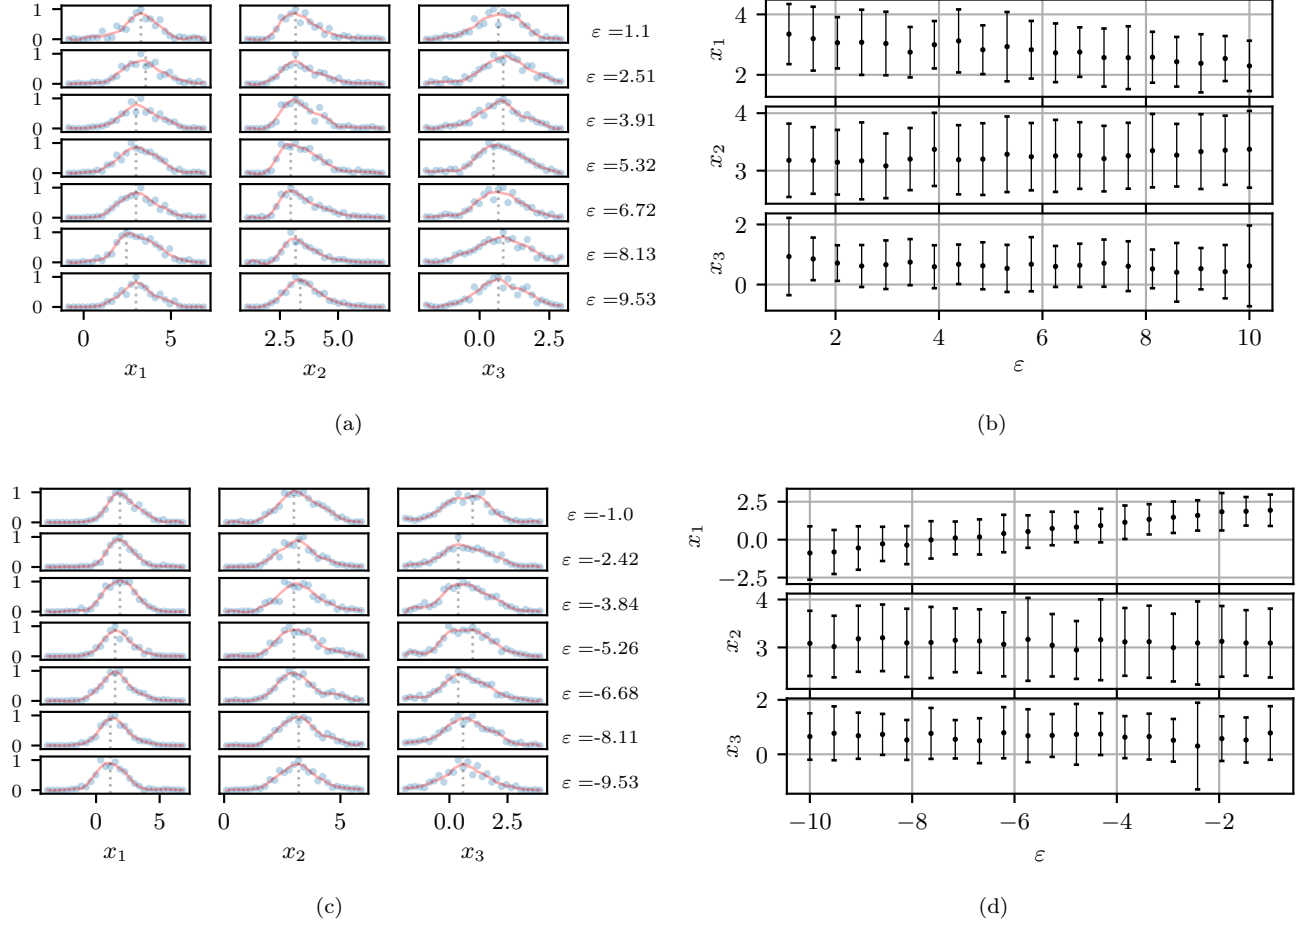 1
0
ε =1.1
1
0
ε =2.51
1
0
ε =3.91
1
0
ε =5.32
1
0
ε =6.72
1
0
ε =8.13
1
0
ε =9.53
0 5
2.5 5.0
0.0 2.5
x₁
x₂
x₃
(a)
4
2
x₁
4
3
x₂
2
0
x₃
2 4 6 8 10
ε
(b)
1
0
ε =-1.0
1
0
ε =-2.42
1
0
ε =-3.84
1
0
ε =-5.26
1
0
ε =-6.68
1
0
ε =-8.11
1
0
ε =-9.53
0 5
0 5
0.0 2.5
x₁
x₂
x₃
(c)
2.5
0.0
−2.5
x₁
4
3
x₂
2
0
x₃
−10 −8 −6 −4 −2
ε
(d)